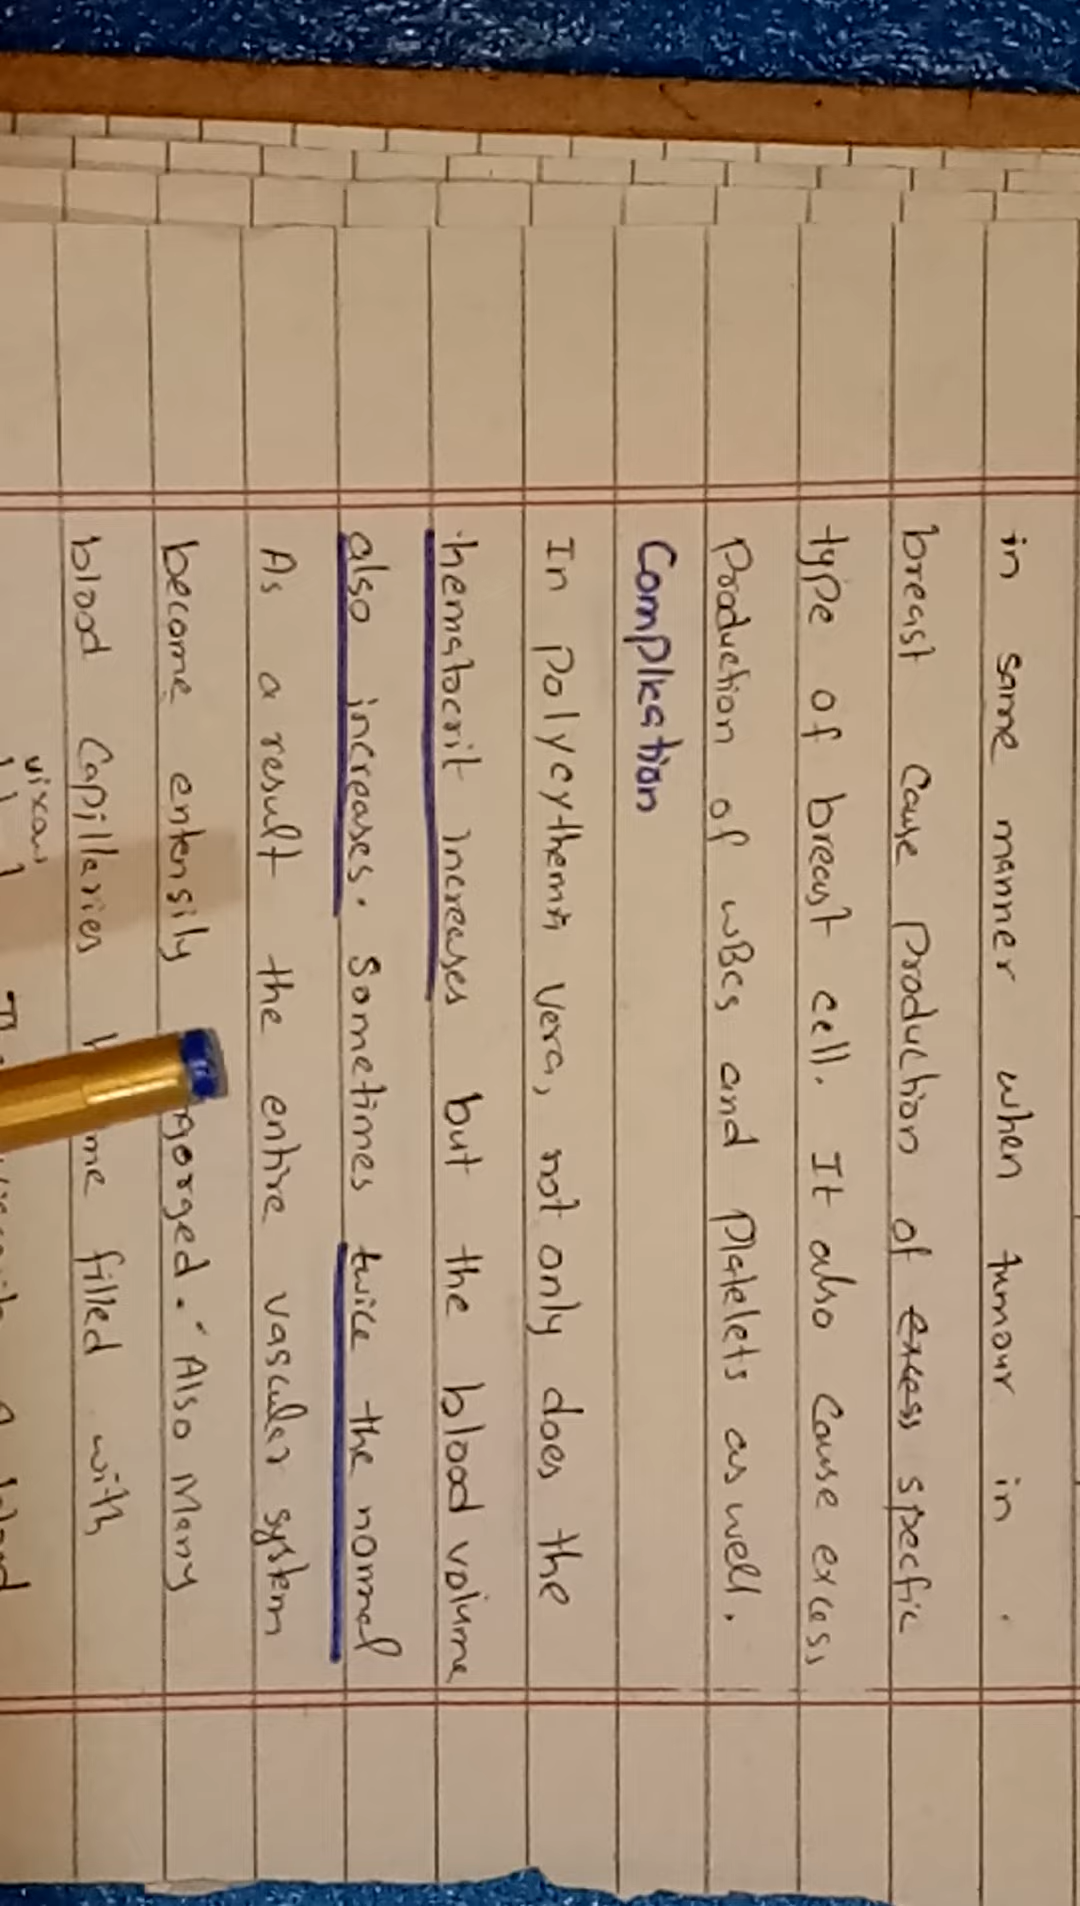 in same manner when tumour in
breast cause production of excess specfic
type of breast cell. It also cause excess
production of WBCs and Platelets as well.
Complication
In polycythemia vera, not only does the
hematocrit increases but the blood volume
also increases. Sometimes twice the normal
As a result the entire vascular system
become entensily gorged. Also Many
blood capillaries me filled with